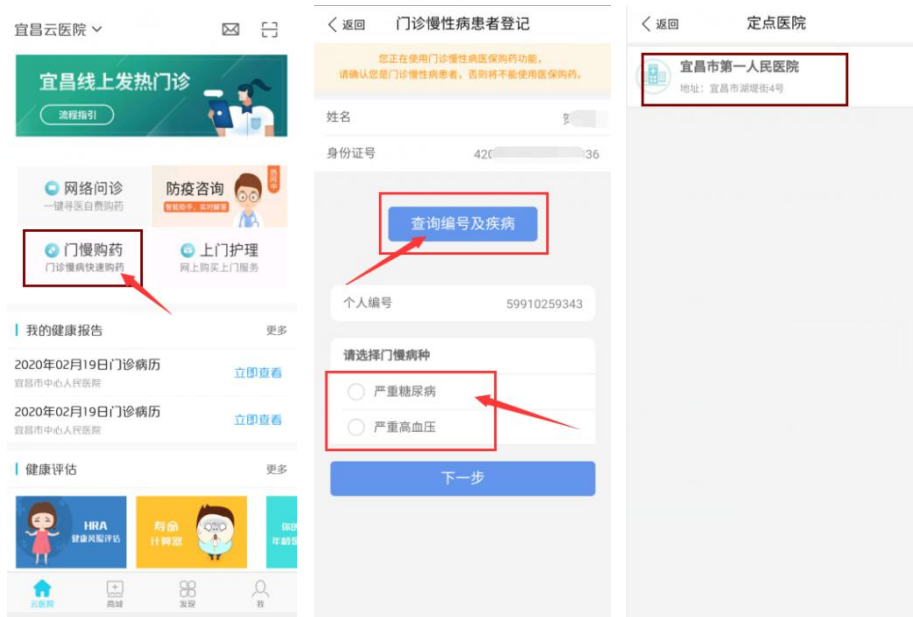 宜昌云医院
宜昌线上发热门诊
流程指引
网络问诊
一键寻医自费购药
防疫咨询
智能助手，实时解答
门慢购药
门诊慢病快速购药
上门护理
网上购买上门服务
我的健康报告
更多
2020年02月19日门诊病历
宜昌市中心人民医院
立即查看
2020年02月19日门诊病历
宜昌市中心人民医院
立即查看
健康评估
更多
HRA
健康风险评估
寿命
计算器
年龄
云医院
商城
发现
我
返回
门诊慢性病患者登记
您正在使用门诊慢性病医保购药功能，
请确认您是门诊慢性病患者，否则将不能使用医保购药。
姓名
身份证号
420
36
查询编号及疾病
个人编号
59910259343
请选择门慢病种
严重糖尿病
严重高血压
下一步
返回
定点医院
宜昌市第一人民医院
地址：宜昌市湖堤街4号